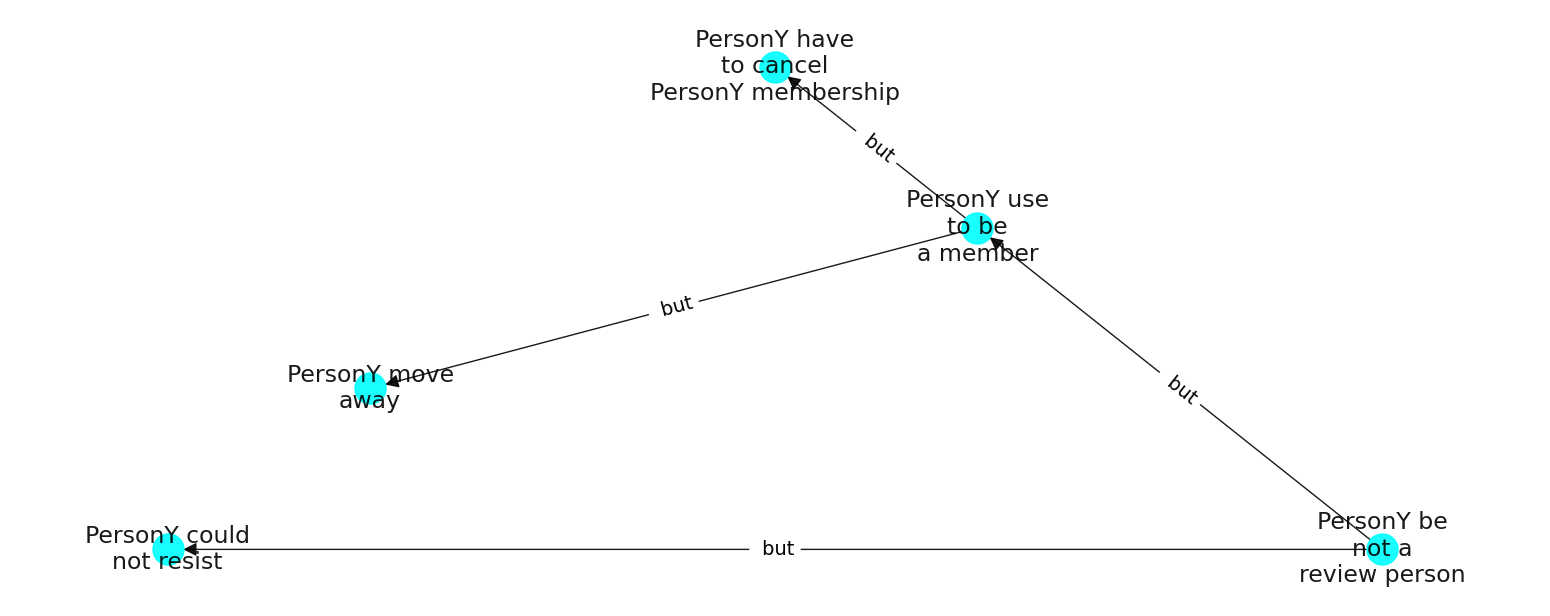 PersonY have
to cancel
PersonY membership
but
PersonY use
to be
a member
but
PersonY move
away
but
PersonY could
not resist
but
PersonY be
not a
review person